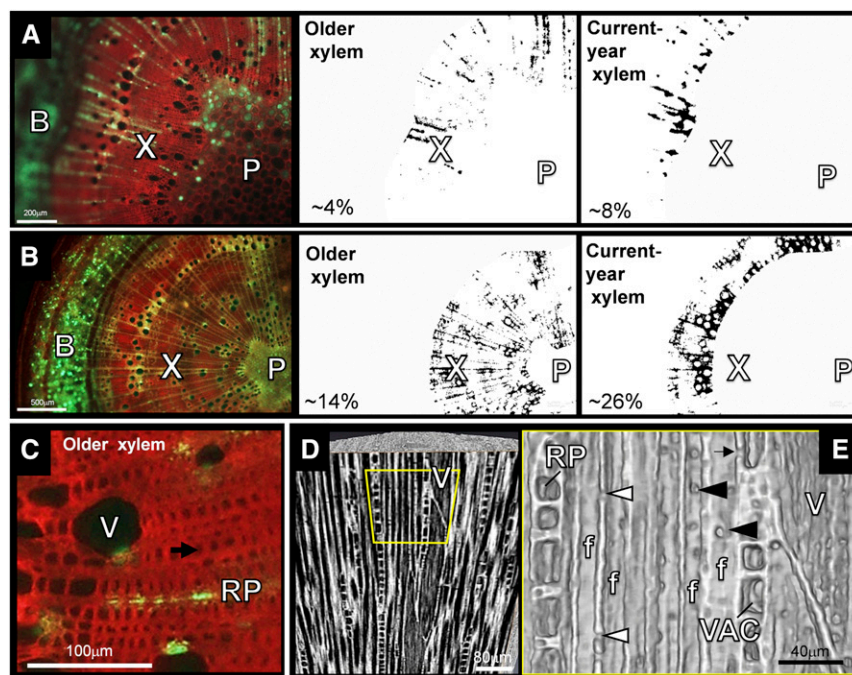 A
B
X
P
200μm
Older
xylem
X
P
~4%
Current-
year
xylem
X
P
~8%
B
B
X
P
500μm
Older
xylem
X
P
~14%
Current-
year
xylem
X
P
~26%
C
Older xylem
V
RP
100μm
D
V
80μm
E
RP
V
f
f
f
f
VAC
40μm